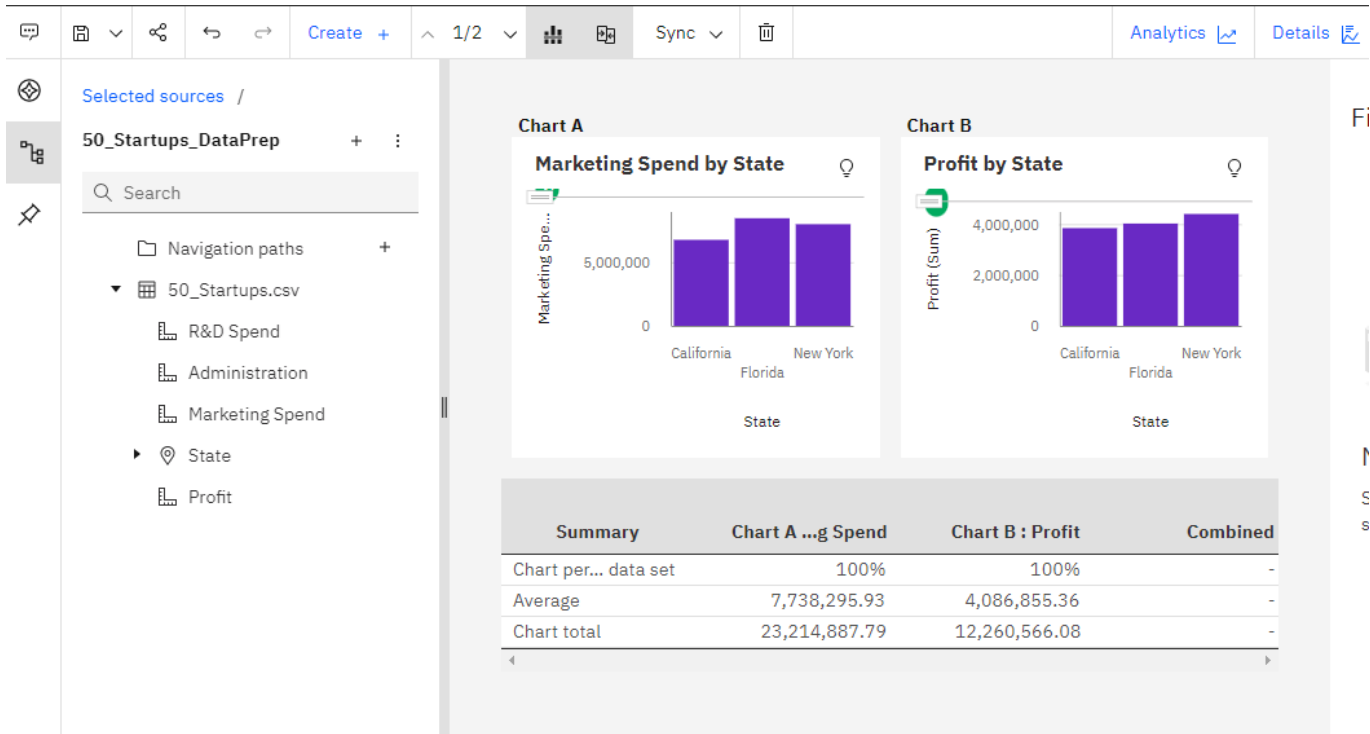 Create +
1/2
Sync
Analytics
Details
Selected sources /
50_Startups_DataPrep
Search
Navigation paths
50_Startups.csv
R&D Spend
Administration
Marketing Spend
State
Profit
Chart A
Marketing Spend by State
Marketing Spe...
5,000,000
0
California
Florida
New York
State
Chart B
Profit by State
Profit (Sum)
4,000,000
2,000,000
0
California
Florida
New York
State
Summary Chart A ...g Spend Chart B : Profit Combined
Chart per... data set 100% 100% -
Average 7,738,295.93 4,086,855.36 -
Chart total 23,214,887.79 12,260,566.08 -